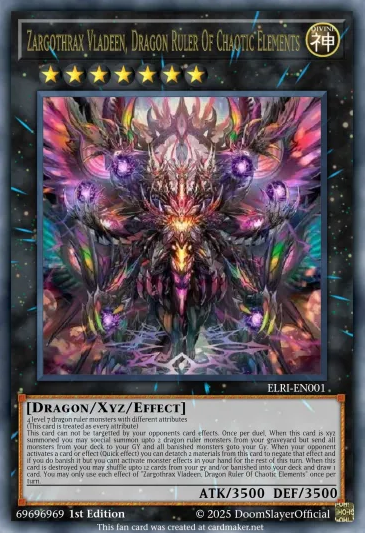 Zargothrax Vladeen, Dragon Ruler Of Chaotic Elements
DIVINE
神
ELRI-EN001
[Dragon/Xyz/Effect]
4 level 7 dragon ruler monsters with different attributes
(This card is treated as every attribute)
This card can not be targetted by your opponents card effects. Once per duel, When this card is xyz
summoned you may special summon upto 2 dragon ruler monsters from your graveyard but send all
monsters from your deck to your GY and all banished monsters goto your Gy. When your opponent
activates a card or effect (Quick effect) you can detatch 2 materials from this card to negate that effect and
if you do banish it but you cant activate monster effects in your hand for the rest of this turn. When this
card is destroyed you may shuffle upto 12 cards from your gy and/or banished into your deck and draw 1
card. You may only use each effect of "Zargothrax Vladeen, Dragon Ruler Of Chaotic Elements" once per
turn.
ATK/3500 DEF/3500
69696969 1st Edition © 2025 DoomSlayerOfficial
This fan card was created at cardmaker.net